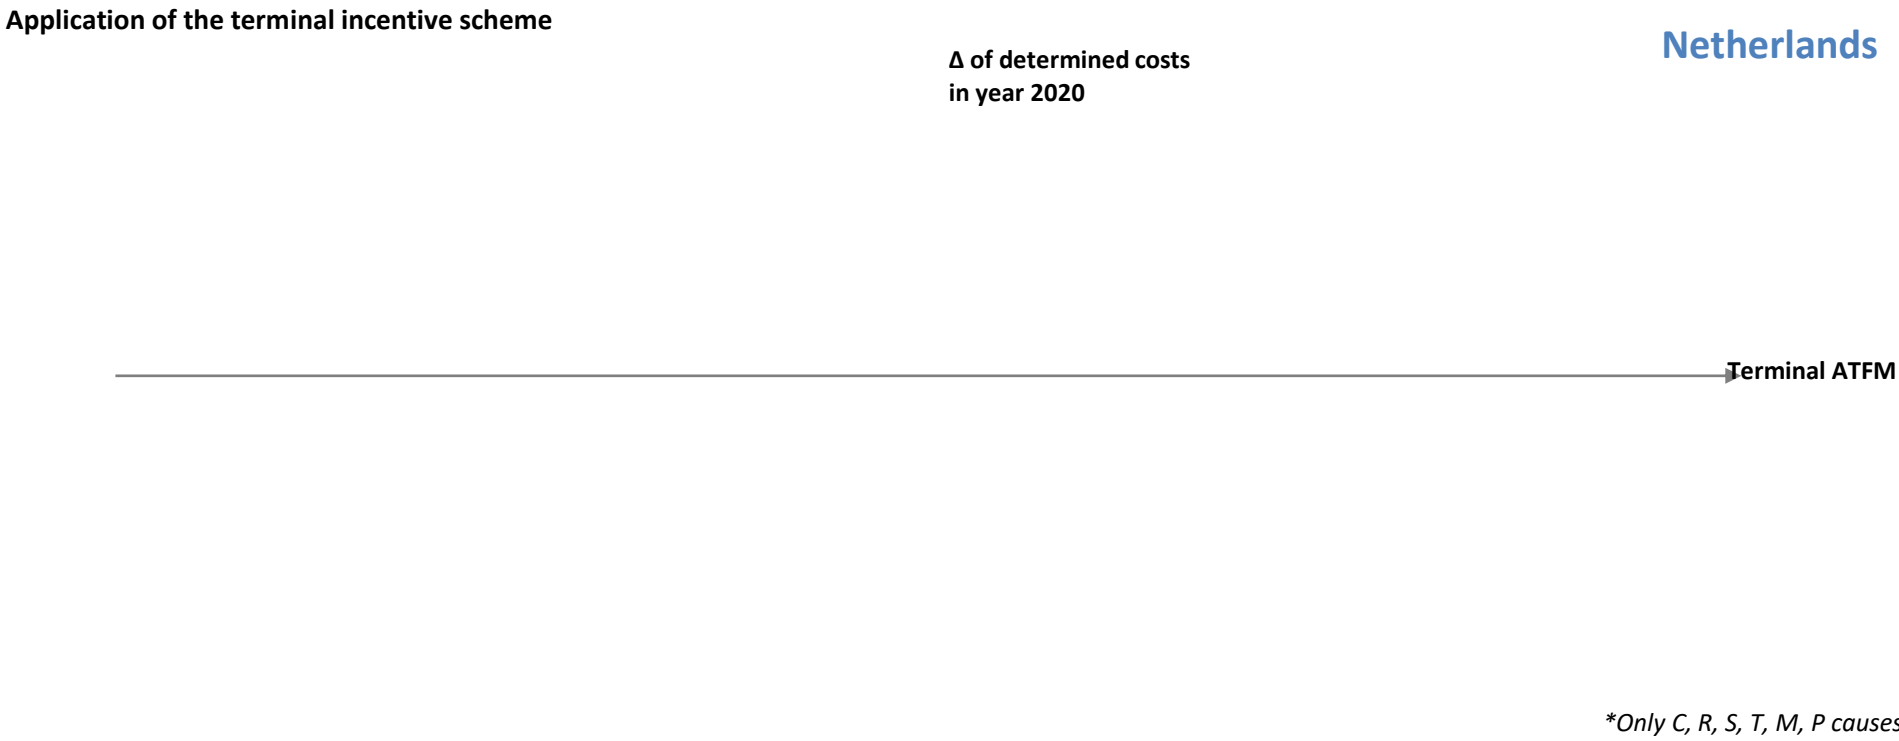 Application of the terminal incentive scheme
Netherlands
Δ of determined costs
in year 2020
Terminal ATFM
*Only C, R, S, T, M, P causes